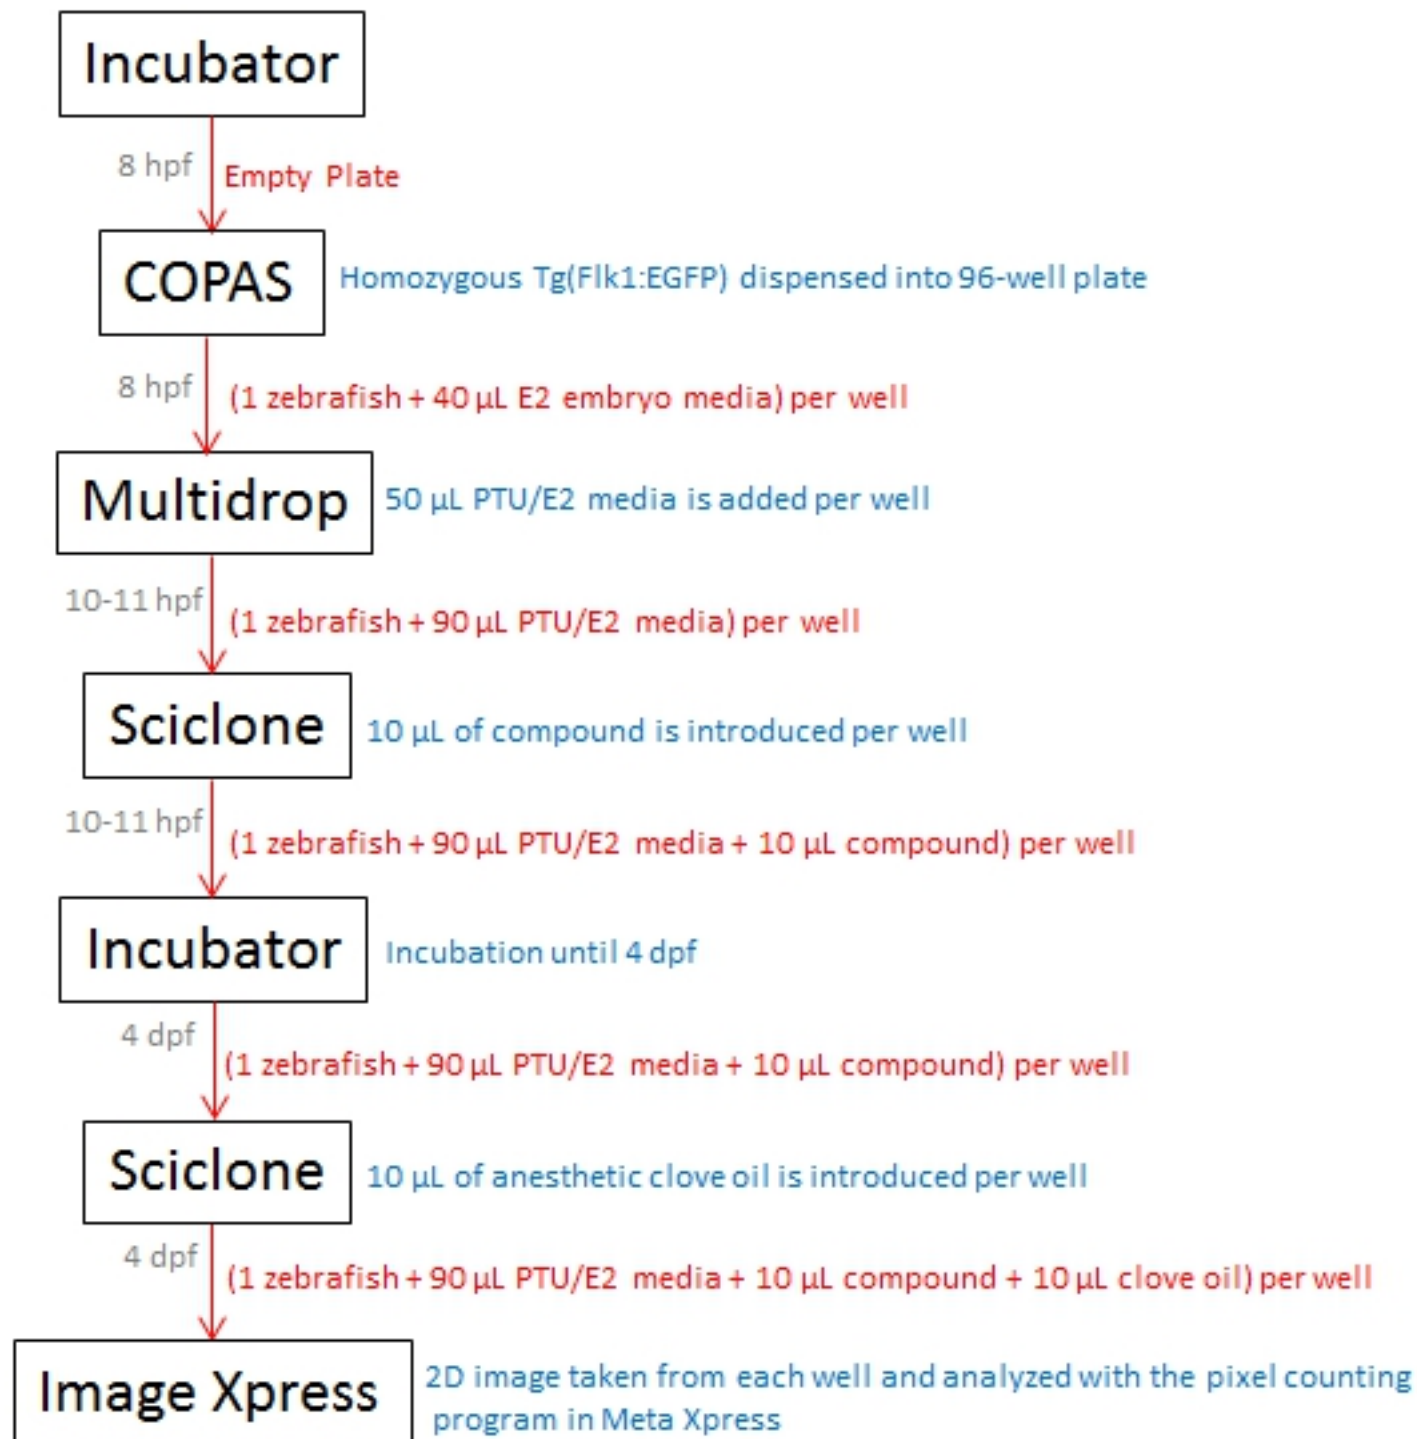 Incubator
8 hpf
Empty Plate
COPAS
Homozygous Tg(Flk1:EGFP) dispensed into 96-well plate
8 hpf
(1 zebrafish + 40 µL E2 embryo media) per well
Multidrop
50 µL PTU/E2 media is added per well
10-11 hpf
(1 zebrafish + 90 µL PTU/E2 media) per well
Sciclone
10 µL of compound is introduced per well
10-11 hpf
(1 zebrafish + 90 µL PTU/E2 media + 10 µL compound) per well
Incubator
Incubation until 4 dpf
4 dpf
(1 zebrafish + 90 µL PTU/E2 media + 10 µL compound) per well
Sciclone
10 µL of anesthetic clove oil is introduced per well
4 dpf
(1 zebrafish + 90 µL PTU/E2 media + 10 µL compound + 10 µL clove oil) per well
Image Xpress
2D image taken from each well and analyzed with the pixel counting
program in Meta Xpress